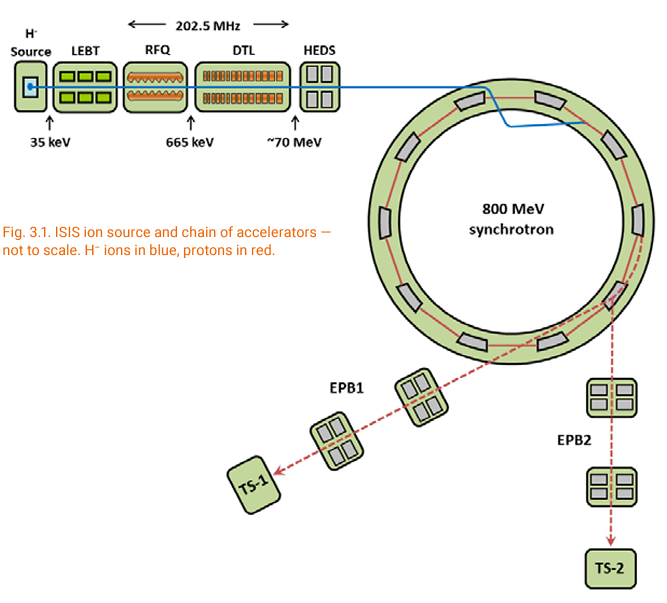 202.5 MHz
H⁻
Source
LEBT
RFQ
DTL
HEDS
35 keV
665 keV
~70 MeV
800 MeV
synchrotron
Fig. 3.1. ISIS ion source and chain of accelerators —
not to scale. H⁻ ions in blue, protons in red.
EPB1
EPB2
TS-1
TS-2